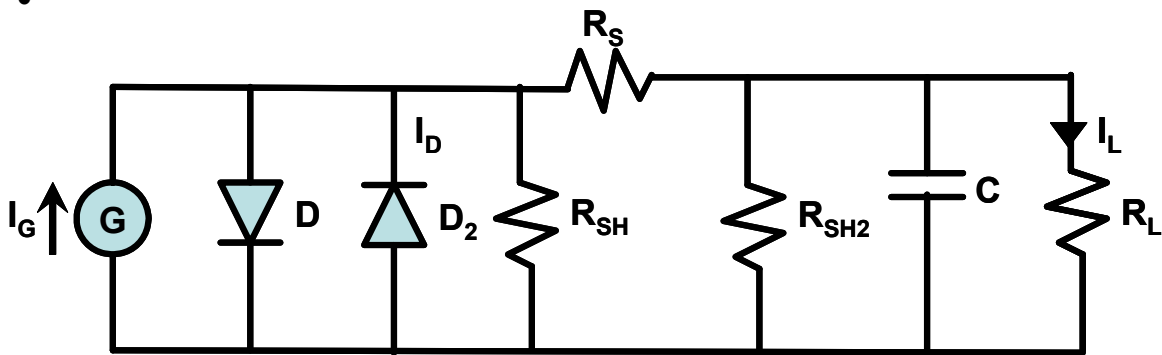 R_S
I_D
I_L
I_G
G
D
D_2
R_SH
R_SH2
C
R_L